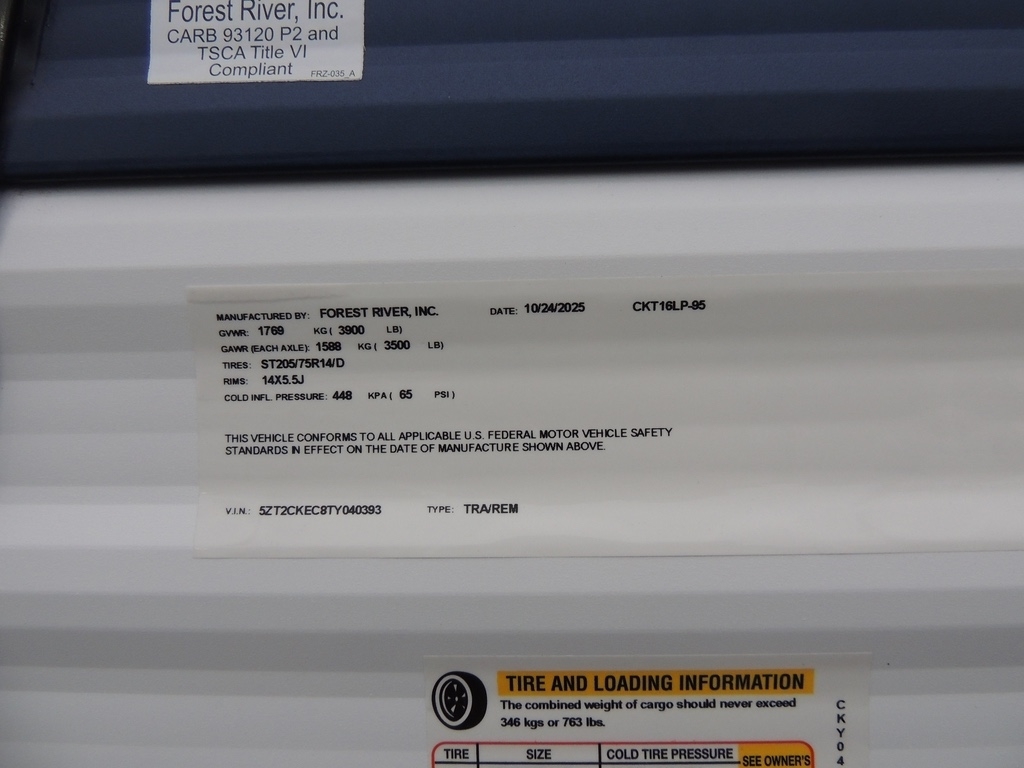 Forest River, Inc.
CARB 93120 P2 and
TSCA Title VI
Compliant FRZ-035_A
MANUFACTURED BY: FOREST RIVER, INC. DATE: 10/24/2025 CKT16LP-95
GVWR: 1769 KG ( 3900 LB)
GAWR (EACH AXLE): 1588 KG ( 3500 LB)
TIRES: ST205/75R14/D
RIMS: 14X5.5J
COLD INFL. PRESSURE: 448 KPA ( 65 PSI )
THIS VEHICLE CONFORMS TO ALL APPLICABLE U.S. FEDERAL MOTOR VEHICLE SAFETY
STANDARDS IN EFFECT ON THE DATE OF MANUFACTURE SHOWN ABOVE.
V.I.N.: 5ZT2CKEC8TY040393 TYPE: TRA/REM
TIRE AND LOADING INFORMATION
The combined weight of cargo should never exceed
346 kgs or 763 lbs.
TIRE SIZE COLD TIRE PRESSURE SEE OWNER'S
CKY04